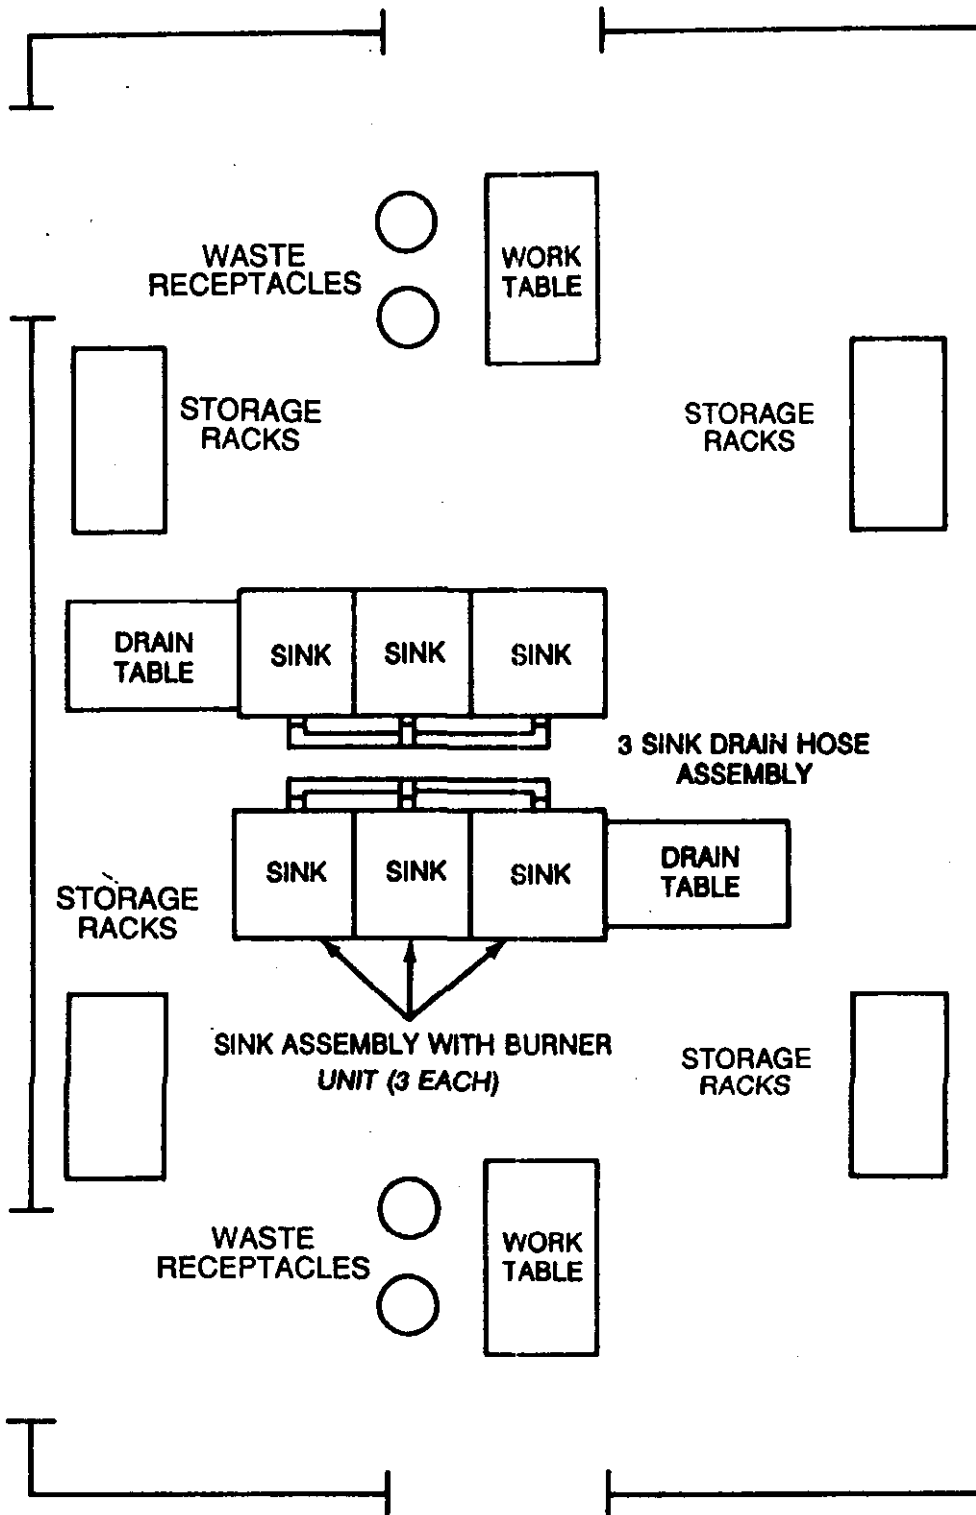 WASTE
RECEPTACLES
WORK
TABLE
STORAGE
RACKS
STORAGE
RACKS
DRAIN
TABLE
SINK
SINK
SINK
3 SINK DRAIN HOSE
ASSEMBLY
SINK
SINK
SINK
DRAIN
TABLE
STORAGE
RACKS
SINK ASSEMBLY WITH BURNER
UNIT (3 EACH)
STORAGE
RACKS
WASTE
RECEPTACLES
WORK
TABLE